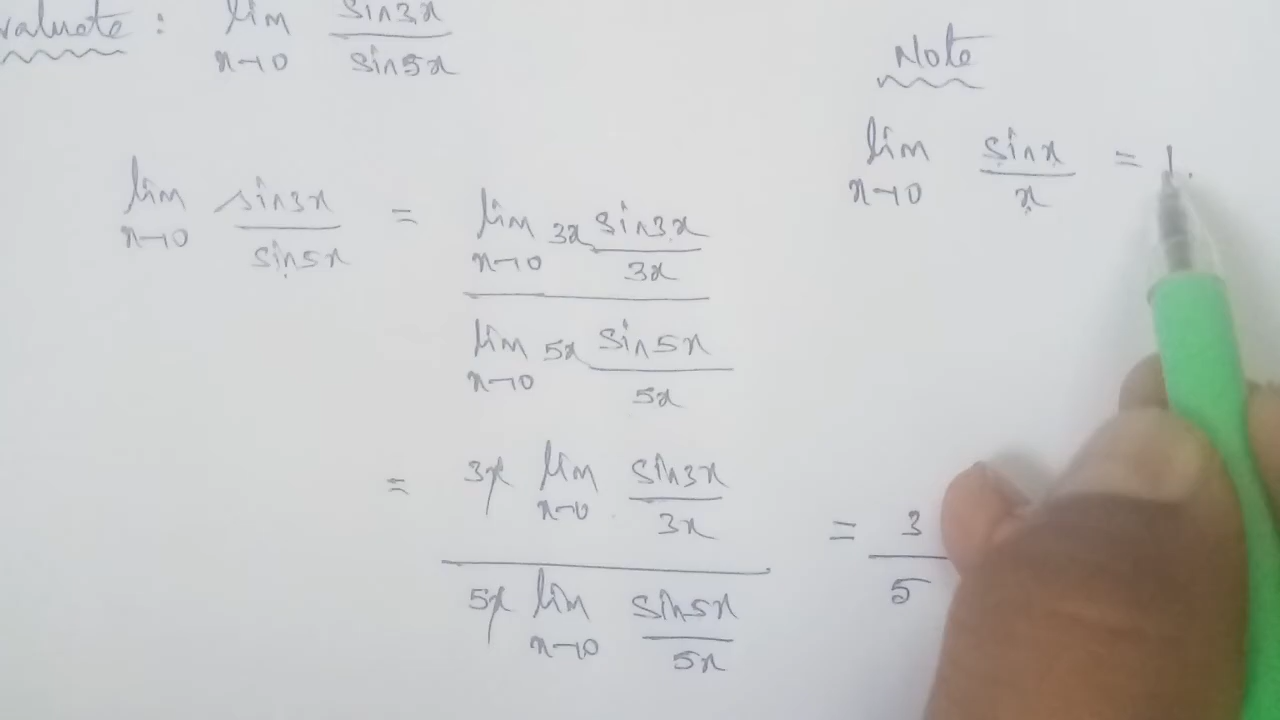 valuate : lim x→0 sin3x / sin5x
Note
lim x→0 sinx / x = 1.
lim x→0 sin3x / sin5x = lim x→0 3x sin3x / 3x
lim x→0 5x sin5x / 5x
= 3x lim x→0 sin3x / 3x
5x lim x→0 sin5x / 5x
= 3 / 5